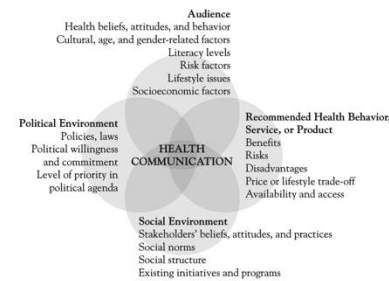 Audience
Health beliefs, attitudes, and behavior
Cultural, age, and gender-related factors
Literacy levels
Risk factors
Lifestyle issues
Socioeconomic factors
Political Environment
Policies, laws
Political willingness
and commitment
Level of priority in
political agenda
HEALTH
COMMUNICATION
Recommended Health Behavior,
Service, or Product
Benefits
Risks
Disadvantages
Price or lifestyle trade-off
Availability and access
Social Environment
Stakeholders' beliefs, attitudes, and practices
Social norms
Social structure
Existing initiatives and programs